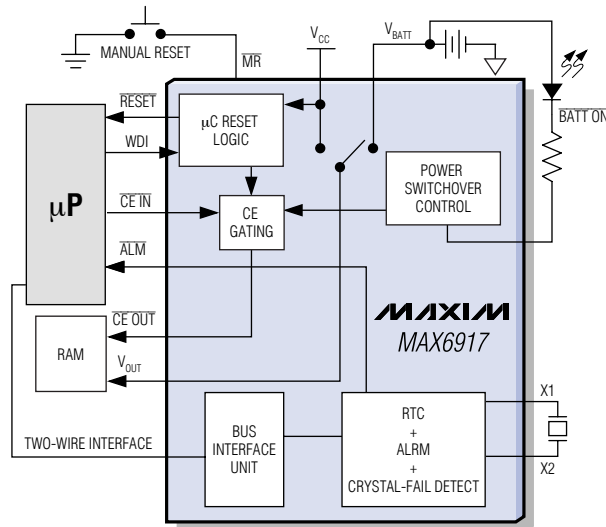 MANUAL RESET
VCC
VBATT
MR
BATT ON
RESET
WDI
μP
CE IN
ALM
μC RESET
LOGIC
CE
GATING
POWER
SWITCHOVER
CONTROL
MAXIM
MAX6917
CE OUT
RAM
VOUT
TWO-WIRE INTERFACE
BUS
INTERFACE
UNIT
RTC
+
ALRM
+
CRYSTAL-FAIL DETECT
X1
X2